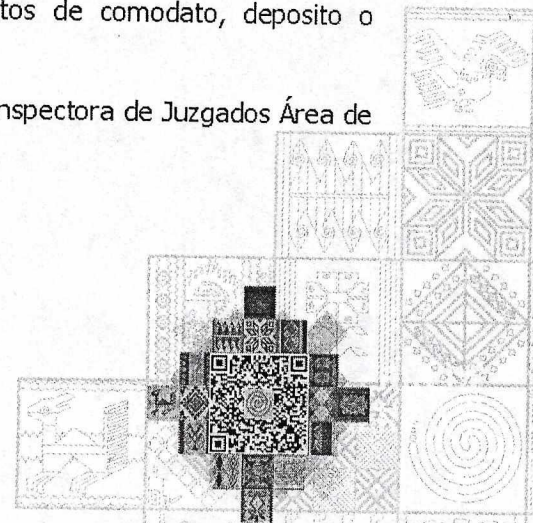 tos de comodato, deposito o
nspectora de Juzgados Área de